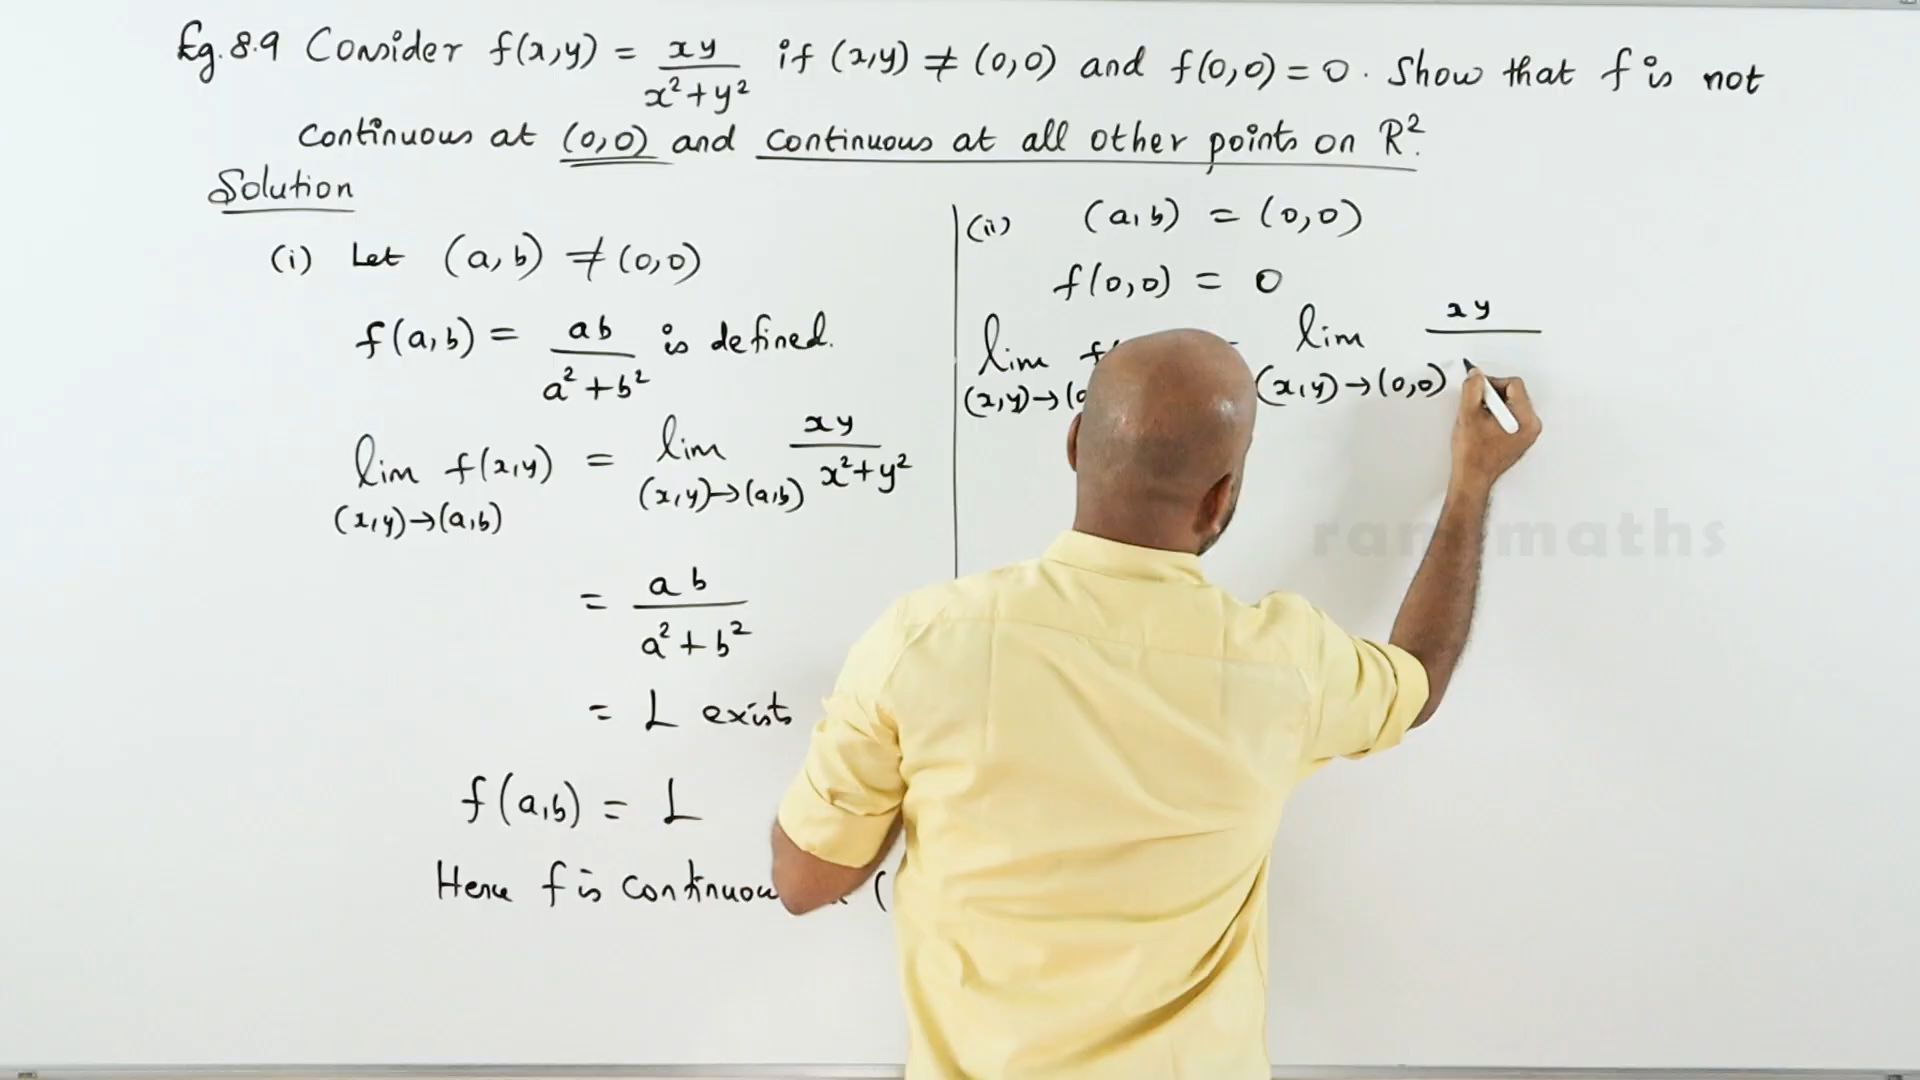 Eg. 8.9 Consider f(x,y) = xy / x²+y² if (x,y) ≠ (0,0) and f(0,0) = 0. Show that f is not
continuous at (0,0) and continuous at all other points on R².
Solution
(i) Let (a,b) ≠ (0,0)
f(a,b) = ab / a²+b² is defined.
lim f(x,y) = lim xy / x²+y²
(x,y)→(a,b) (x,y)→(a,b)
= ab / a²+b²
= L exists
f(a,b) = L
Hence f is continuou
(ii) (a,b) = (0,0)
f(0,0) = 0
lim f lim xy
(x,y)→(0 (x,y)→(0,0)
maths